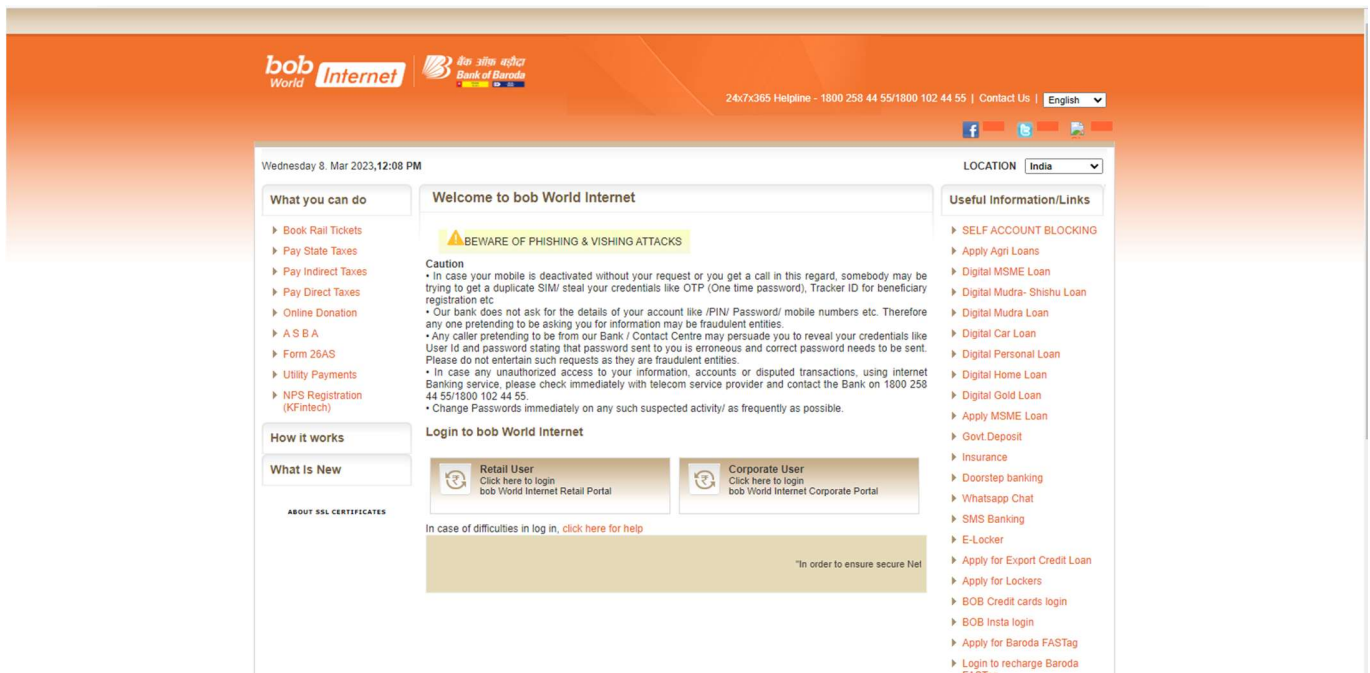 bob
World
Internet
बैंक ऑफ़ बड़ौदा
Bank of Baroda
24x7x365 Helpline - 1800 258 44 55/1800 102 44 55 | Contact Us | English
Wednesday 8. Mar 2023,12:08 PM
LOCATION India
What you can do
Book Rail Tickets
Pay State Taxes
Pay Indirect Taxes
Pay Direct Taxes
Online Donation
A S B A
Form 26AS
Utility Payments
NPS Registration
(KFintech)
How it works
What Is New
ABOUT SSL CERTIFICATES
Welcome to bob World Internet
BEWARE OF PHISHING & VISHING ATTACKS
Caution
• In case your mobile is deactivated without your request or you get a call in this regard, somebody may be
trying to get a duplicate SIM/ steal your credentials like OTP (One time password), Tracker ID for beneficiary
registration etc
• Our bank does not ask for the details of your account like /PIN/ Password/ mobile numbers etc. Therefore
any one pretending to be asking you for information may be fraudulent entities.
• Any caller pretending to be from our Bank / Contact Centre may persuade you to reveal your credentials like
User Id and password stating that password sent to you is erroneous and correct password needs to be sent.
Please do not entertain such requests as they are fraudulent entities.
• In case any unauthorized access to your information, accounts or disputed transactions, using internet
Banking service, please check immediately with telecom service provider and contact the Bank on 1800 258
44 55/1800 102 44 55.
• Change Passwords immediately on any such suspected activity/ as frequently as possible.
Login to bob World Internet
Retail User
Click here to login
bob World Internet Retail Portal
Corporate User
Click here to login
bob World Internet Corporate Portal
In case of difficulties in log in, click here for help
"In order to ensure secure Net
Useful Information/Links
SELF ACCOUNT BLOCKING
Apply Agri Loans
Digital MSME Loan
Digital Mudra- Shishu Loan
Digital Mudra Loan
Digital Car Loan
Digital Personal Loan
Digital Home Loan
Digital Gold Loan
Apply MSME Loan
Govt.Deposit
Insurance
Doorstep banking
Whatsapp Chat
SMS Banking
E-Locker
Apply for Export Credit Loan
Apply for Lockers
BOB Credit cards login
BOB Insta login
Apply for Baroda FASTag
Login to recharge Baroda